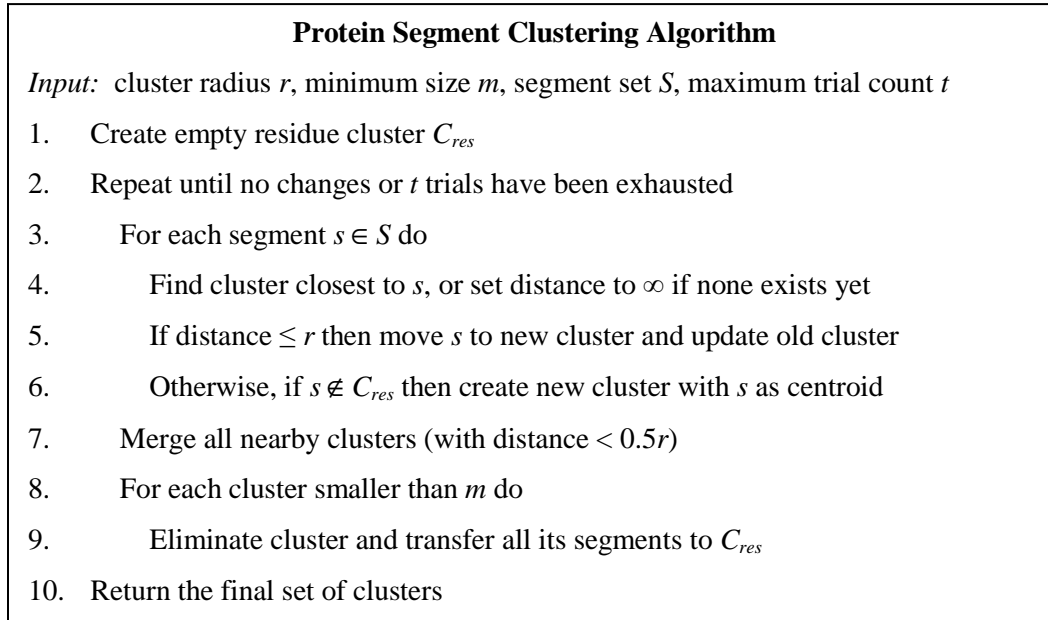 Protein Segment Clustering Algorithm
Input: cluster radius r, minimum size m, segment set S, maximum trial count t
1. Create empty residue cluster C_res
2. Repeat until no changes or t trials have been exhausted
3. For each segment s ∈ S do
4. Find cluster closest to s, or set distance to ∞ if none exists yet
5. If distance ≤ r then move s to new cluster and update old cluster
6. Otherwise, if s ∉ C_res then create new cluster with s as centroid
7. Merge all nearby clusters (with distance < 0.5r)
8. For each cluster smaller than m do
9. Eliminate cluster and transfer all its segments to C_res
10. Return the final set of clusters